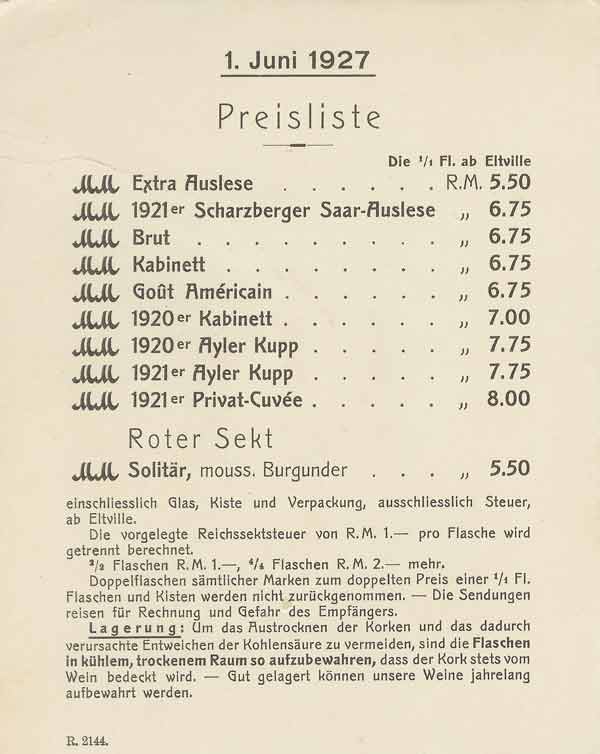 1. Juni 1927
Preisliste
Die 1/1 Fl. ab Eltville
MM Extra Auslese . . . . . . R.M. 5.50
MM 1921er Scharzberger Saar-Auslese „ 6.75
MM Brut . . . . . . . . . „ 6.75
MM Kabinett . . . . . . . . „ 6.75
MM Goût Américain . . . . . . „ 6.75
MM 1920er Kabinett . . . . . . „ 7.00
MM 1920er Ayler Kupp . . . . . „ 7.75
MM 1921er Ayler Kupp . . . . . „ 7.75
MM 1921er Privat-Cuvée . . . . . „ 8.00
Roter Sekt
MM Solitär, mouss. Burgunder . . . „ 5.50
einschliesslich Glas, Kiste und Verpackung, ausschliesslich Steuer,
ab Eltville.
Die vorgelegte Reichssektsteuer von R.M. 1.— pro Flasche wird
getrennt berechnet.
2/2 Flaschen R.M. 1.—, 4/4 Flaschen R.M. 2.— mehr.
Doppelflaschen sämtlicher Marken zum doppelten Preis einer 1/1 Fl.
Flaschen und Kisten werden nicht zurückgenommen. — Die Sendungen
reisen für Rechnung und Gefahr des Empfängers.
Lagerung: Um das Austrocknen der Korken und das dadurch
verursachte Entweichen der Kohlensäure zu vermeiden, sind die Flaschen
in kühlem, trockenem Raum so aufzubewahren, dass der Kork stets vom
Wein bedeckt wird. — Gut gelagert können unsere Weine jahrelang
aufbewahrt werden.
R. 2144.